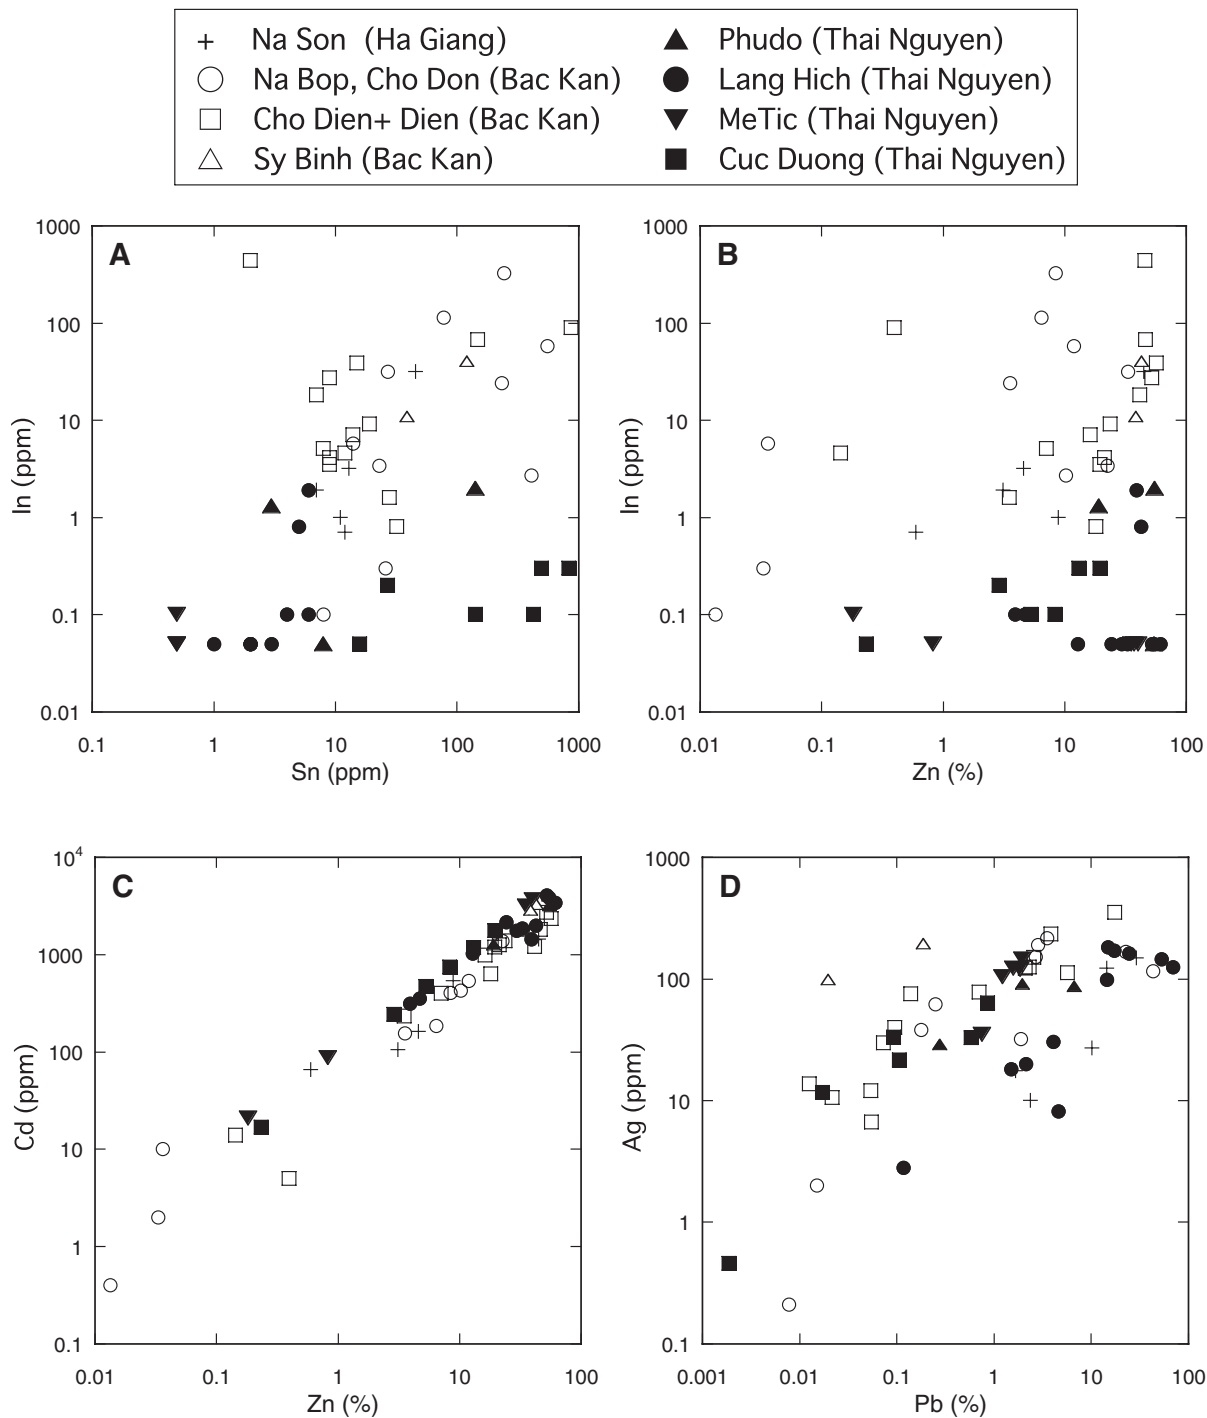 Na Son (Ha Giang)
Na Bop, Cho Don (Bac Kan)
Cho Dien+ Dien (Bac Kan)
Sy Binh (Bac Kan)
Phudo (Thai Nguyen)
Lang Hich (Thai Nguyen)
MeTic (Thai Nguyen)
Cuc Duong (Thai Nguyen)
A
1000
100
10
1
0.1
0.01
In (ppm)
0.1 1 10 100 1000
Sn (ppm)
B
1000
100
10
1
0.1
0.01
In (ppm)
0.01 0.1 1 10 100
Zn (%)
C
10⁴
1000
100
10
1
0.1
Cd (ppm)
0.01 0.1 1 10 100
Zn (%)
D
1000
100
10
1
0.1
Ag (ppm)
0.001 0.01 0.1 1 10 100
Pb (%)